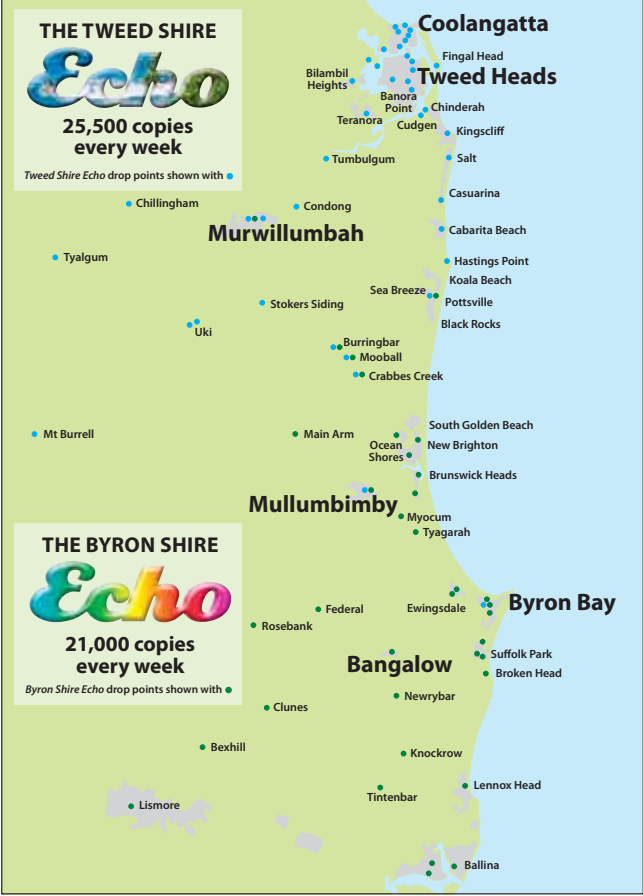 THE TWEED SHIRE
Echo
25,500 copies
every week
Tweed Shire Echo drop points shown with
Coolangatta
Fingal Head
Tweed Heads
Bilambil
Heights
Banora
Point
Chinderah
Teranora
Cudgen
Kingscliff
Tumbulgum
Salt
Casuarina
Chillingham
Condong
Murwillumbah
Cabarita Beach
Tyalgum
Hastings Point
Koala Beach
Sea Breeze
Pottsville
Stokers Siding
Black Rocks
Uki
Burringbar
Mooball
Crabbes Creek
South Golden Beach
Mt Burrell
Main Arm
Ocean
Shores
New Brighton
Brunswick Heads
Mullumbimby
Myocum
Tyagarah
THE BYRON SHIRE
Echo
21,000 copies
every week
Byron Shire Echo drop points shown with
Federal
Ewingsdale
Byron Bay
Rosebank
Suffolk Park
Bangalow
Broken Head
Newrybar
Clunes
Bexhill
Knockrow
Lennox Head
Tintenbar
Lismore
Ballina